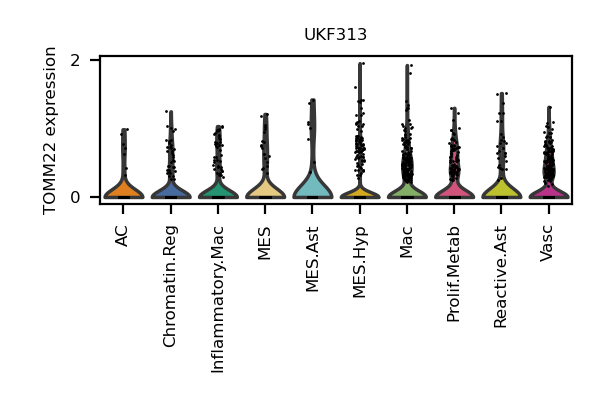 UKF313
TOMM22 expression
2
0
AC
Chromatin.Reg
Inflammatory.Mac
MES
MES.Ast
MES.Hyp
Mac
Prolif.Metab
Reactive.Ast
Vasc